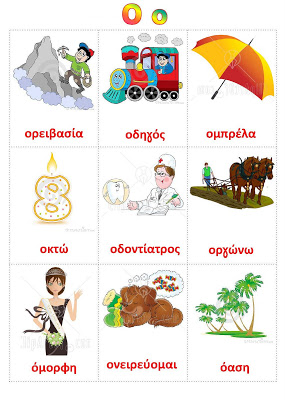 Ο ο
ορειβασία
οδηγός
ομπρέλα
οκτώ
οδοντίατρος
οργώνω
όμορφη
ονειρεύομαι
όαση